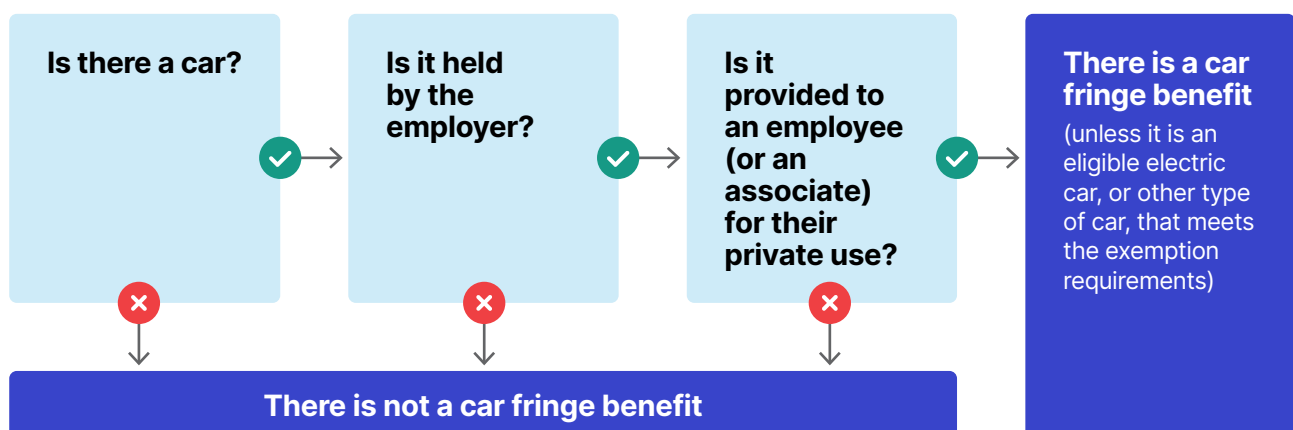 Is there a car?
Is it held
by the
employer?
Is it
provided to
an employee
(or an
associate)
for their
private use?
There is a car
fringe benefit
(unless it is an
eligible electric
car, or other type
of car, that meets
the exemption
requirements)
There is not a car fringe benefit